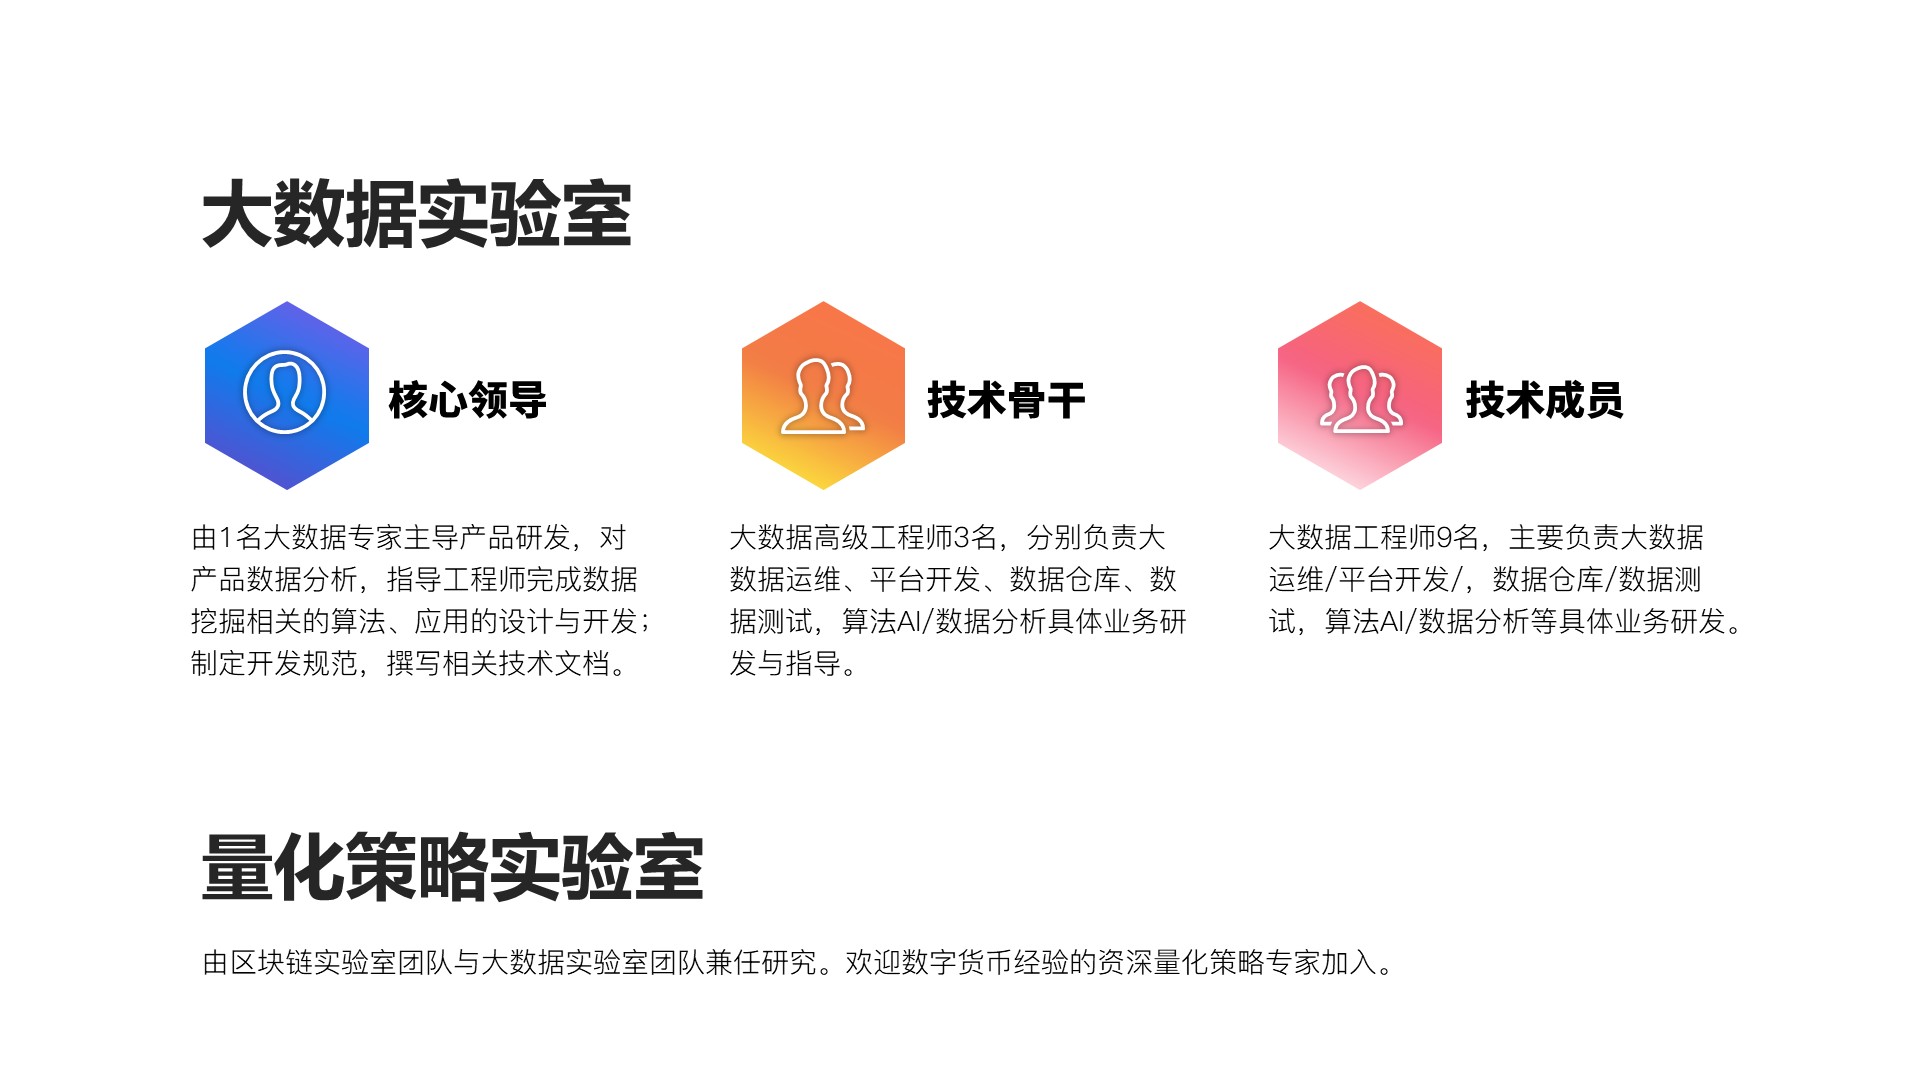 大数据实验室
核心领导
由1名大数据专家主导产品研发，对
产品数据分析，指导工程师完成数据
挖掘相关的算法、应用的设计与开发；
制定开发规范，撰写相关技术文档。
技术骨干
大数据高级工程师3名，分别负责大
数据运维、平台开发、数据仓库、数
据测试，算法AI/数据分析具体业务研
发与指导。
技术成员
大数据工程师9名，主要负责大数据
运维/平台开发/，数据仓库/数据测
试，算法AI/数据分析等具体业务研发。
量化策略实验室
由区块链实验室团队与大数据实验室团队兼任研究。欢迎数字货币经验的资深量化策略专家加入。